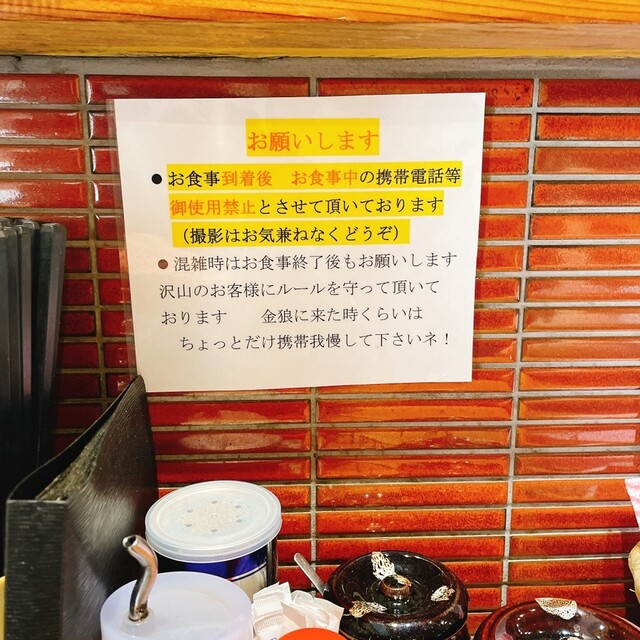 お願いします
● お食事到着後　お食事中の携帯電話等
御使用禁止とさせて頂いております
（撮影はお気兼ねなくどうぞ）
● 混雑時はお食事終了後もお願いします
沢山のお客様にルールを守って頂いて
おります　　金狼に来た時くらいは
ちょっとだけ携帯我慢して下さいネ！